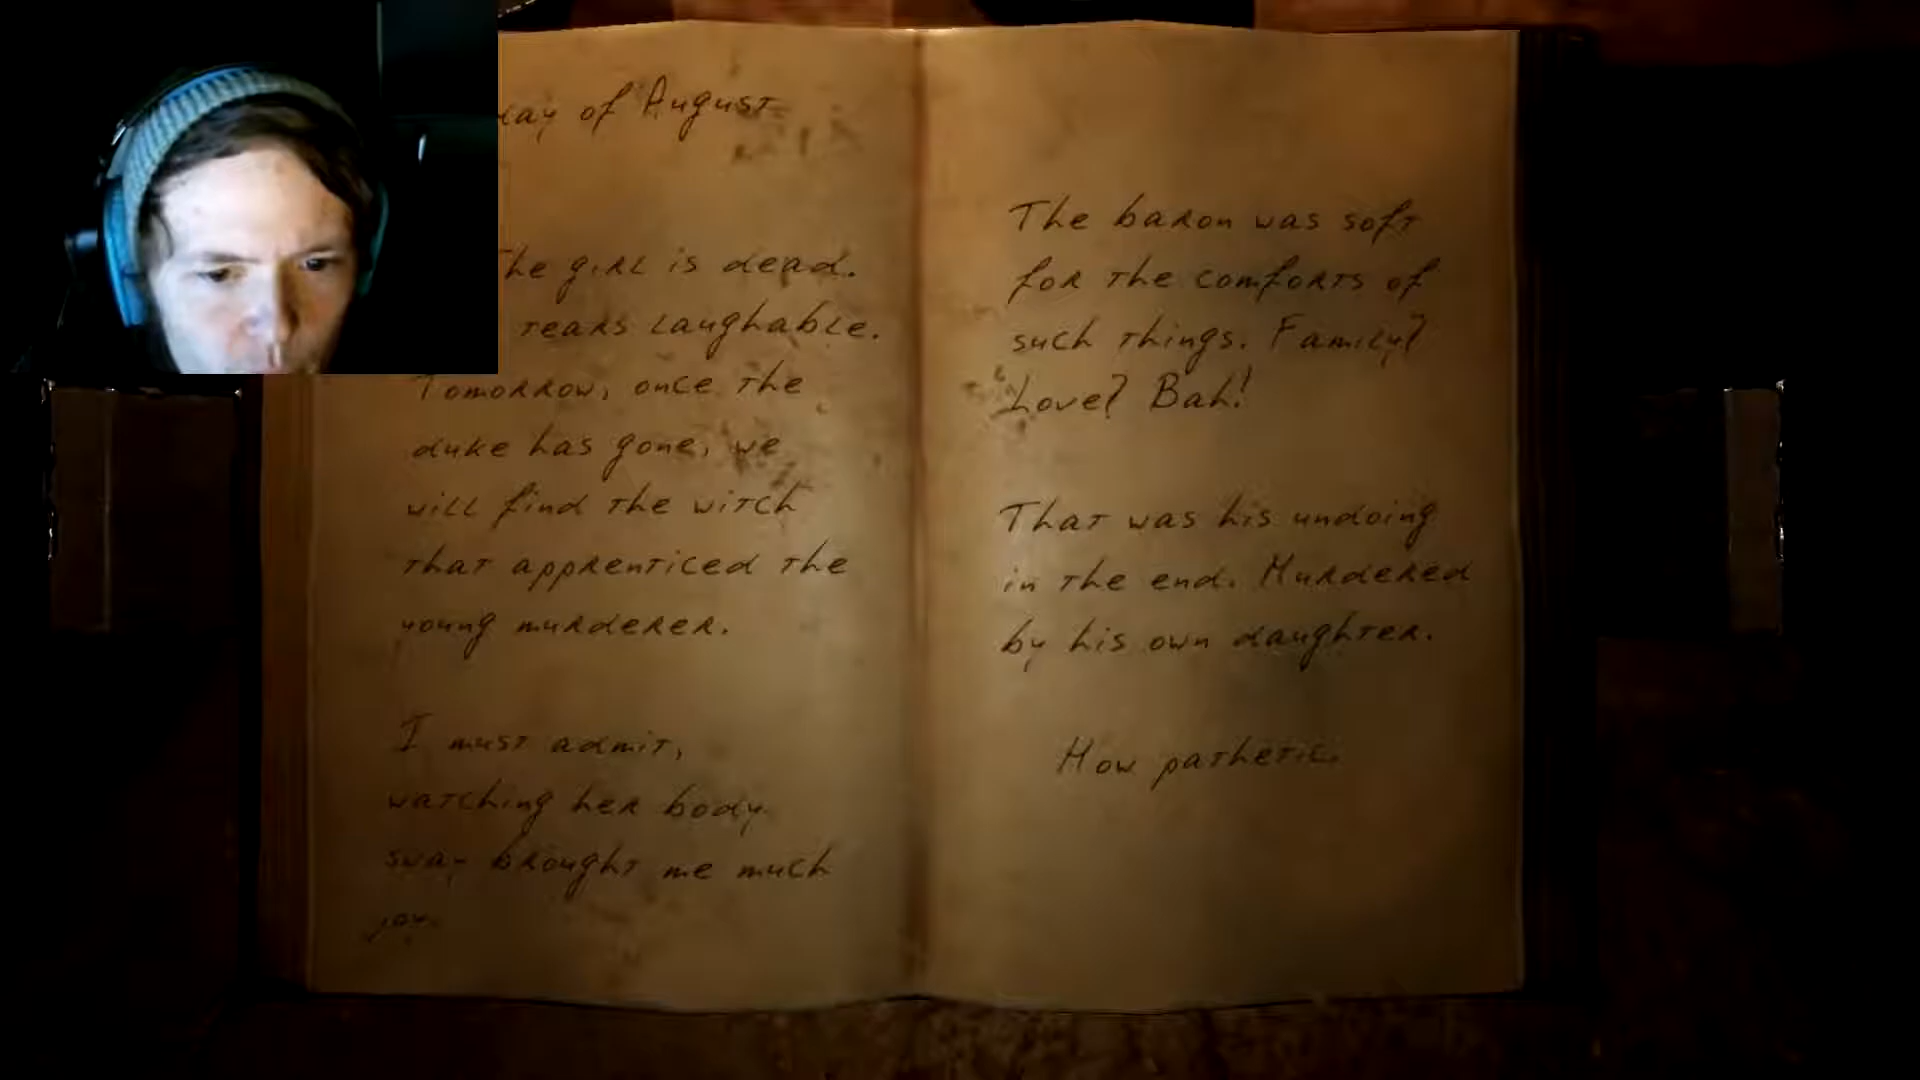 day of August
The girl is dead.
tears laughable.
Tomorrow, once the
duke has gone, we
will find the witch
that apprenticed the
young murderer.
I must admit,
watching her body
sway brought me much
joy.
The baron was soft
for the comforts of
such things. Family?
Love? Bah!
That was his undoing
in the end. Murdered
by his own daughter.
How pathetic.